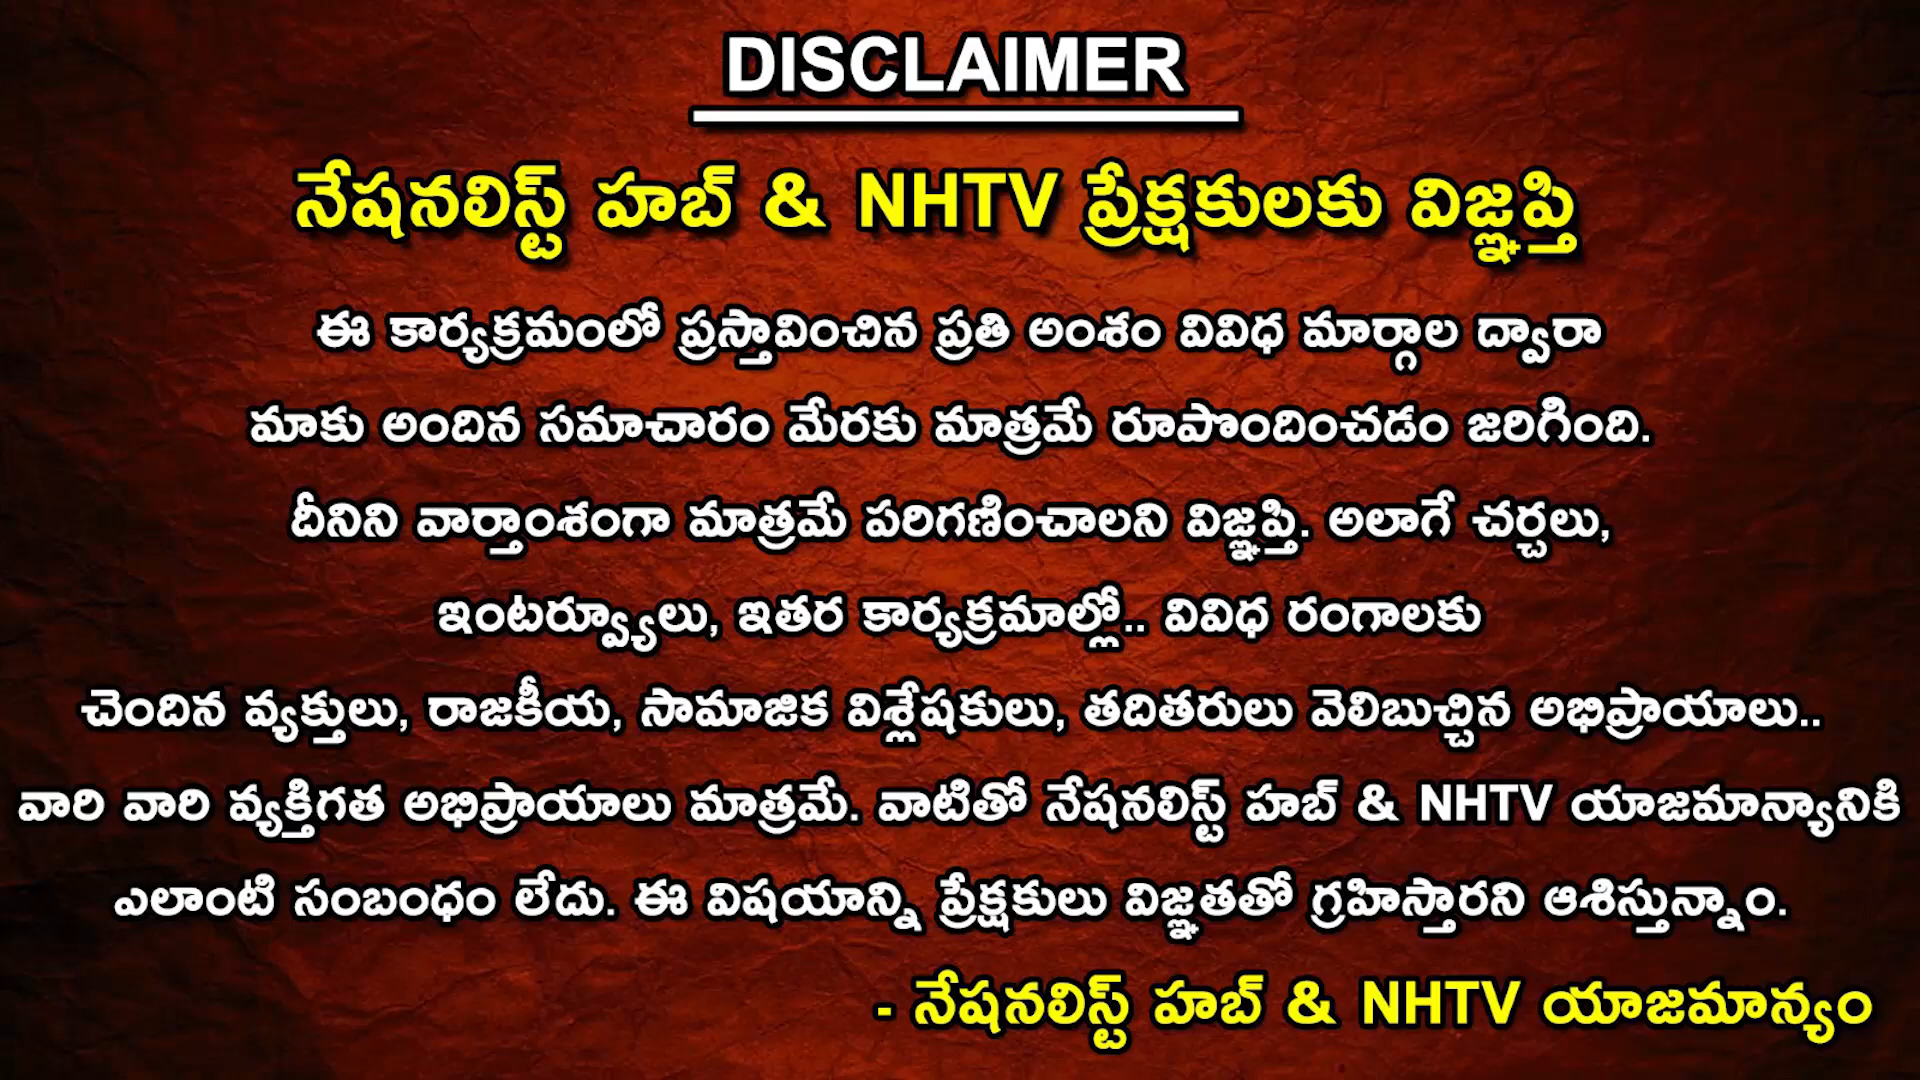 DISCLAIMER
నేషనలిస్ట్ హబ్ & NHTV ప్రేక్షకులకు విజ్ఞప్తి
ఈ కార్యక్రమంలో ప్రస్తావించిన ప్రతి అంశం వివిధ మార్గాల ద్వారా
మాకు అందిన సమాచారం మేరకు మాత్రమే రూపొందించడం జరిగింది.
దీనిని వార్తాంశంగా మాత్రమే పరిగణించాలని విజ్ఞప్తి. అలాగే చర్చలు,
ఇంటర్వ్యూలు, ఇతర కార్యక్రమాల్లో.. వివిధ రంగాలకు
చెందిన వ్యక్తులు, రాజకీయ, సామాజిక విశ్లేషకులు, తదితరులు వెలిబుచ్చిన అభిప్రాయాలు..
వారి వారి వ్యక్తిగత అభిప్రాయాలు మాత్రమే. వాటితో నేషనలిస్ట్ హబ్ & NHTV యాజమాన్యానికి
ఎలాంటి సంబంధం లేదు. ఈ విషయాన్ని ప్రేక్షకులు విజ్ఞతతో గ్రహిస్తారని ఆశిస్తున్నాం.
- నేషనలిస్ట్ హబ్ & NHTV యాజమాన్యం